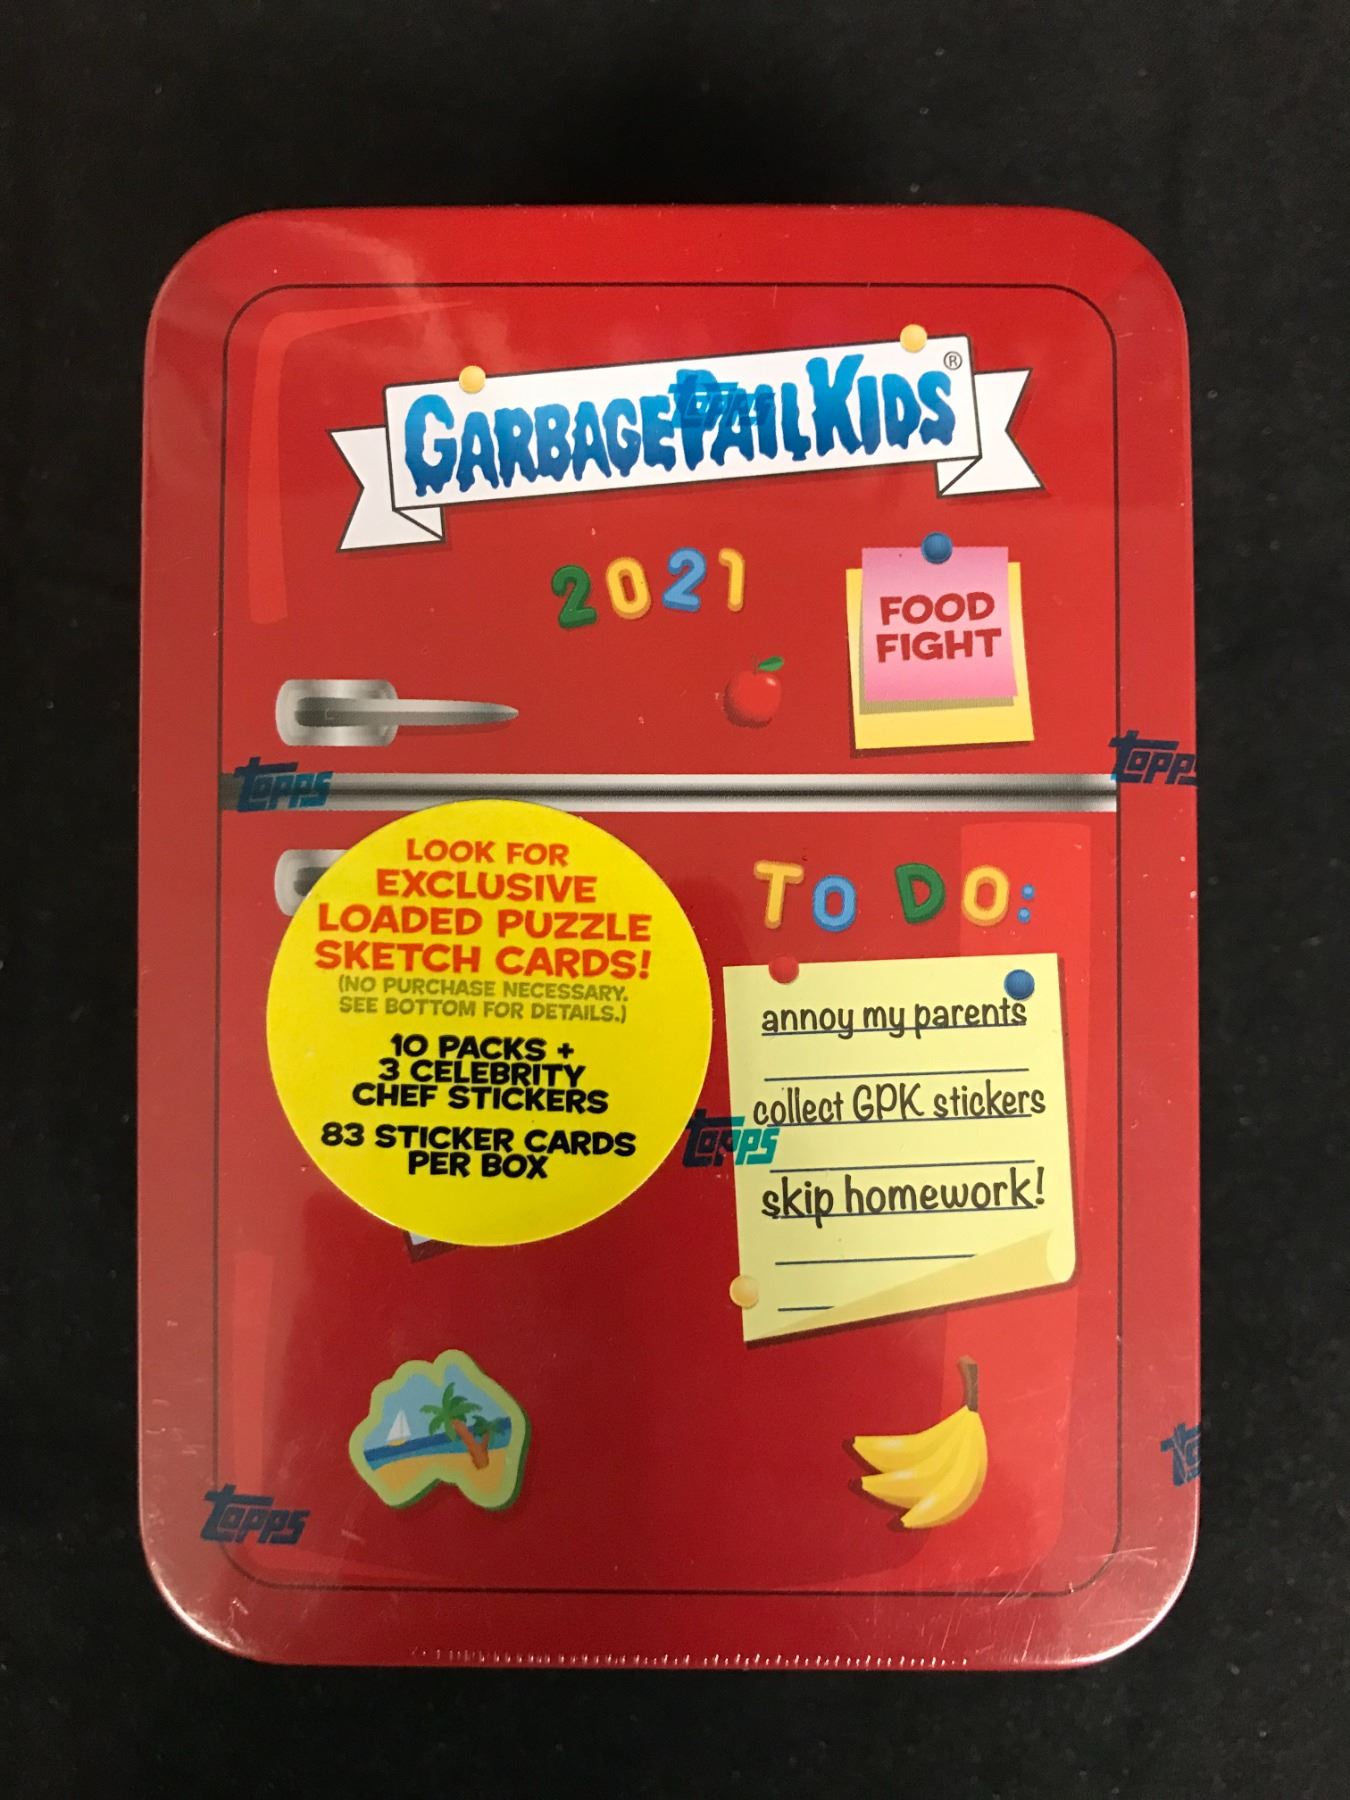 GARBAGE PAIL KIDS®
topps
2021
FOOD
FIGHT
topps
topps
LOOK FOR
EXCLUSIVE
LOADED PUZZLE
SKETCH CARDS!
(NO PURCHASE NECESSARY.
SEE BOTTOM FOR DETAILS.)
10 PACKS +
3 CELEBRITY
CHEF STICKERS
83 STICKER CARDS
PER BOX
TO DO:
annoy my parents
collect GPK stickers
topps
skip homework!
topps